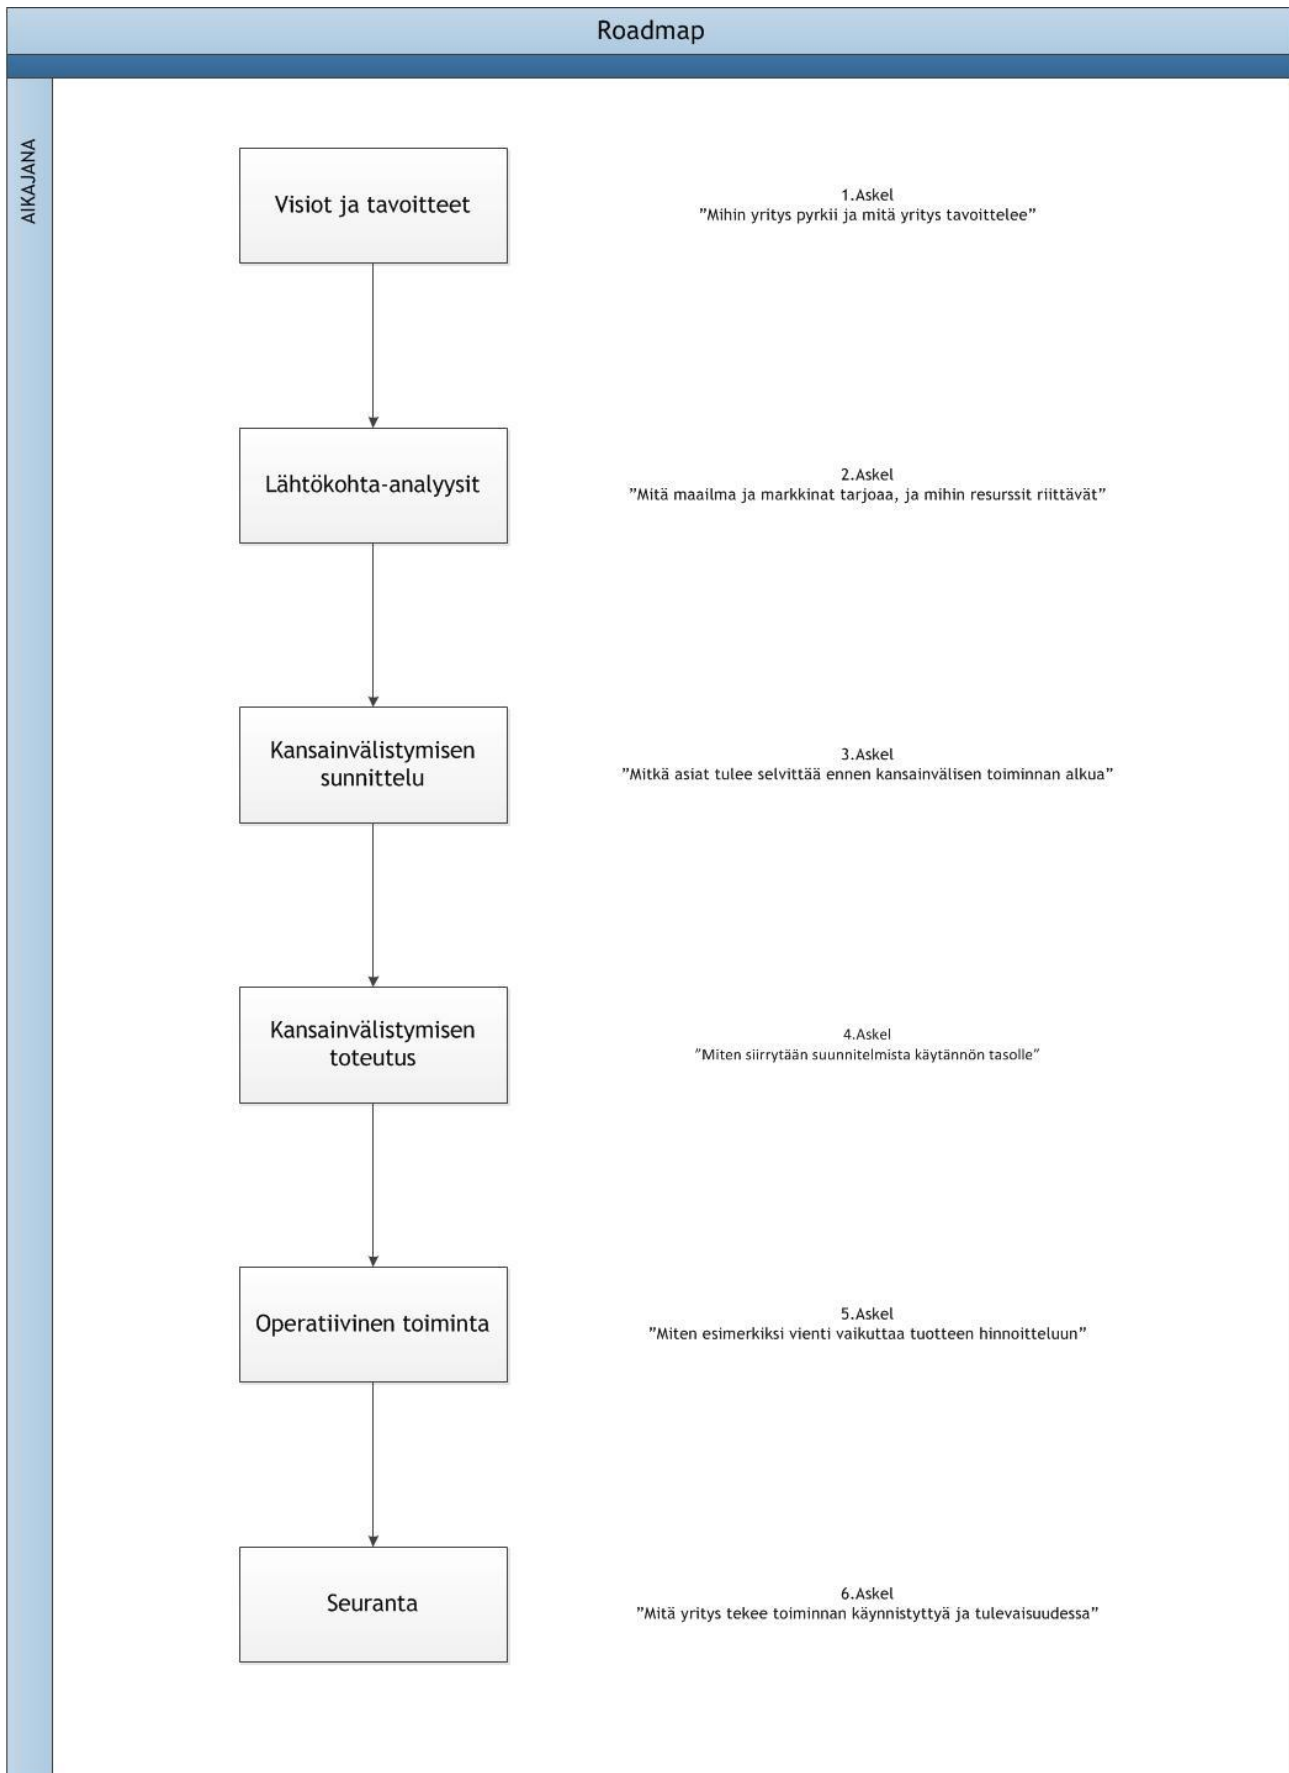 Roadmap
AIKAJANA
Visiot ja tavoitteet
1.Askel
”Mihin yritys pyrkii ja mitä yritys tavoittelee”
Lähtökohta-analyysit
2.Askel
”Mitä maailma ja markkinat tarjoaa, ja mihin resurssit riittävät”
Kansainvälistymisen
sunnittelu
3.Askel
”Mitkä asiat tulee selvittää ennen kansainvälisen toiminnan alkua”
Kansainvälistymisen
toteutus
4.Askel
”Miten siirrytään suunnitelmista käytännön tasolle”
Operatiivinen toiminta
5.Askel
”Miten esimerkiksi vienti vaikuttaa tuotteen hinnoitteluun”
Seuranta
6.Askel
”Mitä yritys tekee toiminnan käynnistyttyä ja tulevaisuudessa”